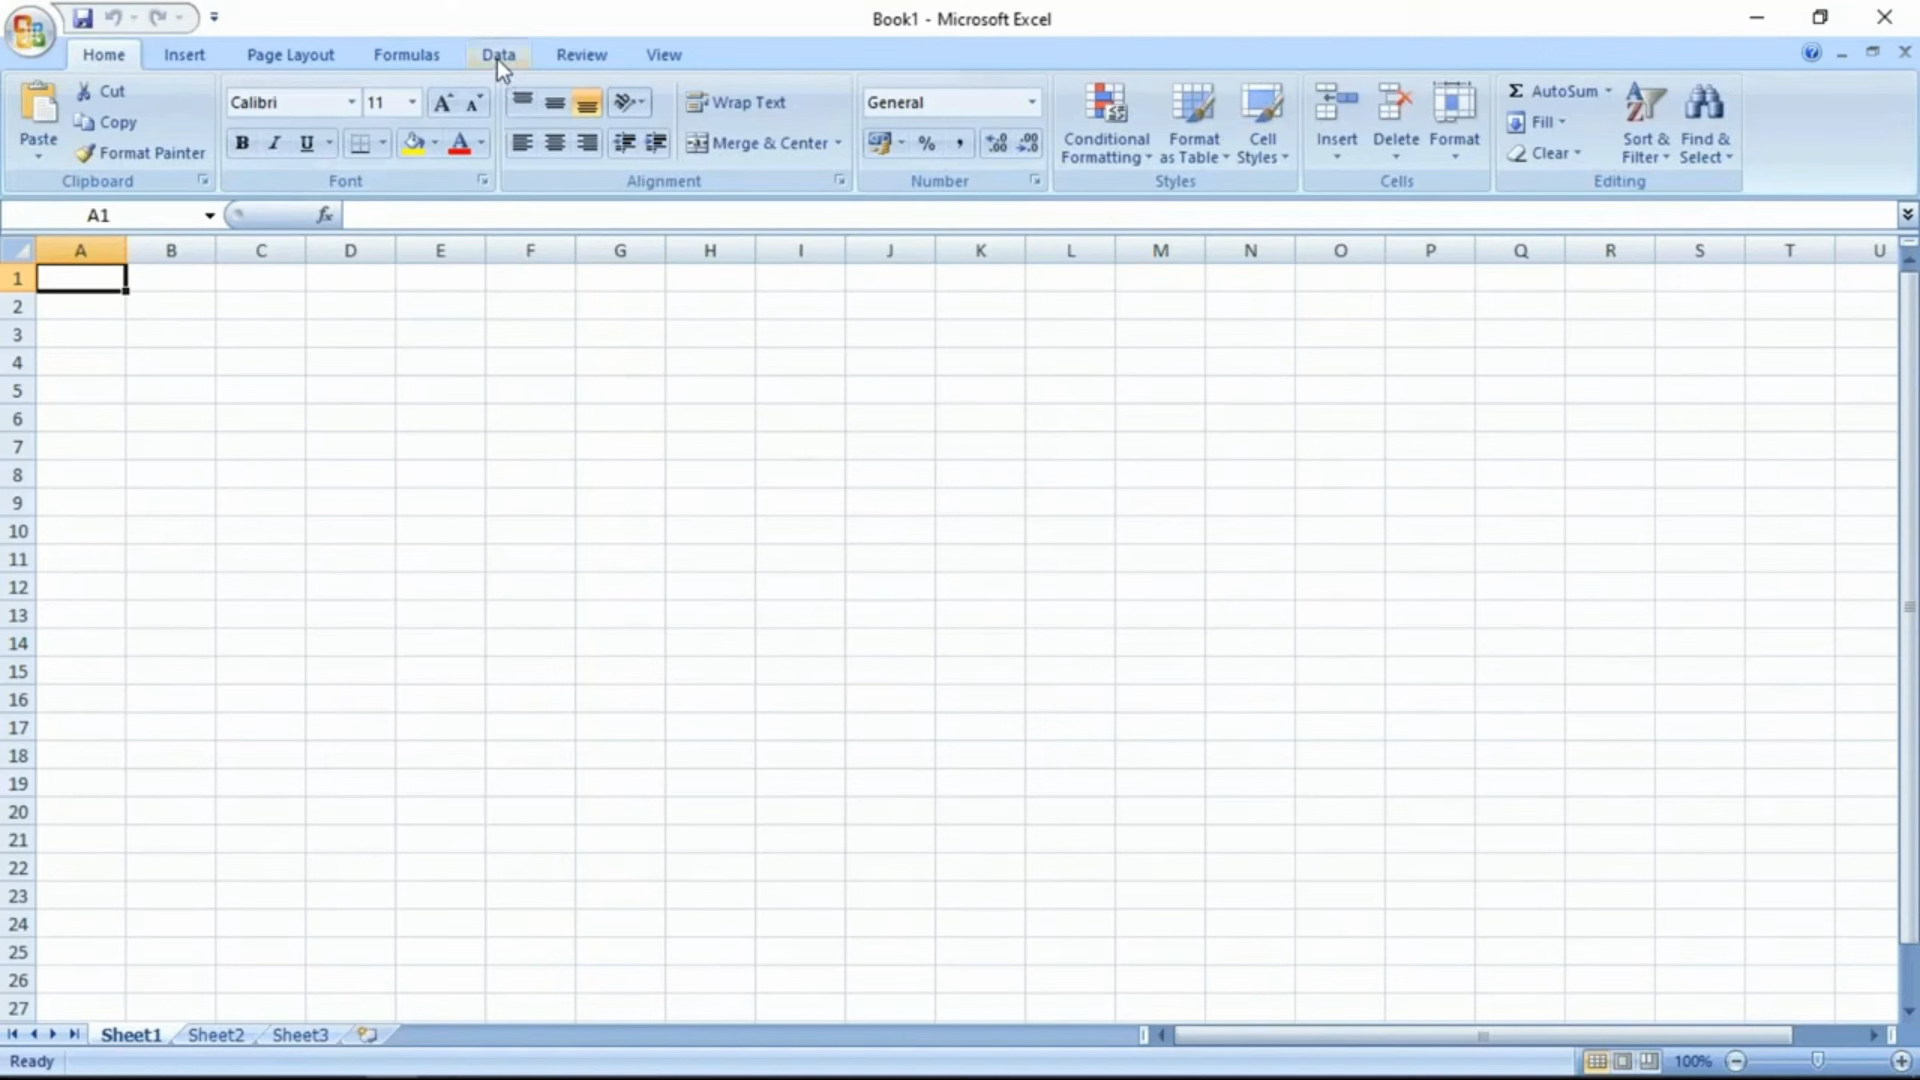 Book1 - Microsoft Excel
Home Insert Page Layout Formulas Data Review View
Paste
Cut
Copy
Format Painter
Clipboard
Calibri 11
B I U
Font
Wrap Text
Merge & Center
Alignment
General
%
Number
Conditional Formatting
Format as Table
Cell Styles
Styles
Insert Delete Format
Cells
Σ AutoSum
Fill
Clear
Sort & Filter
Find & Select
Editing
A1 fx
A B C D E F G H I J K L M N O P Q R S T U
1
2
3
4
5
6
7
8
9
10
11
12
13
14
15
16
17
18
19
20
21
22
23
24
25
26
27
Sheet1 Sheet2 Sheet3
Ready 100%